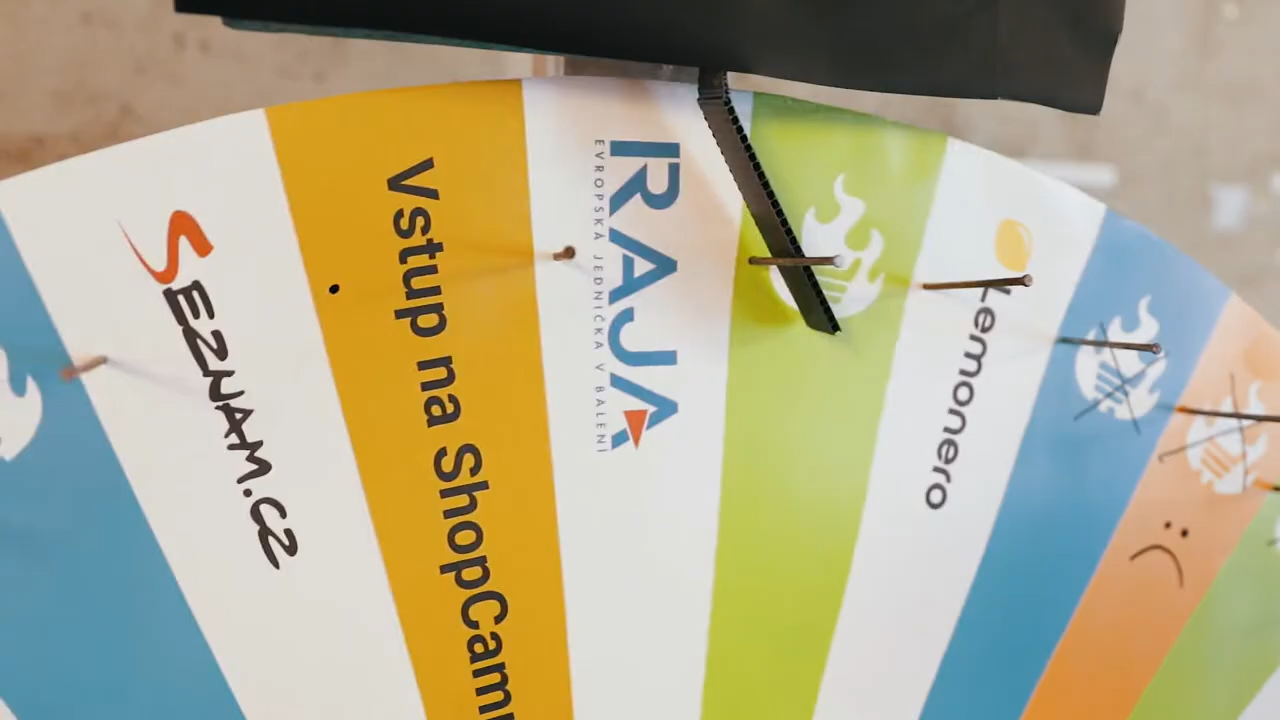 SEZNAM.CZ
Vstup na ShopCam
RAJA
EVROPSKÁ JEDNIČKA V BALENÍ
Lemonero